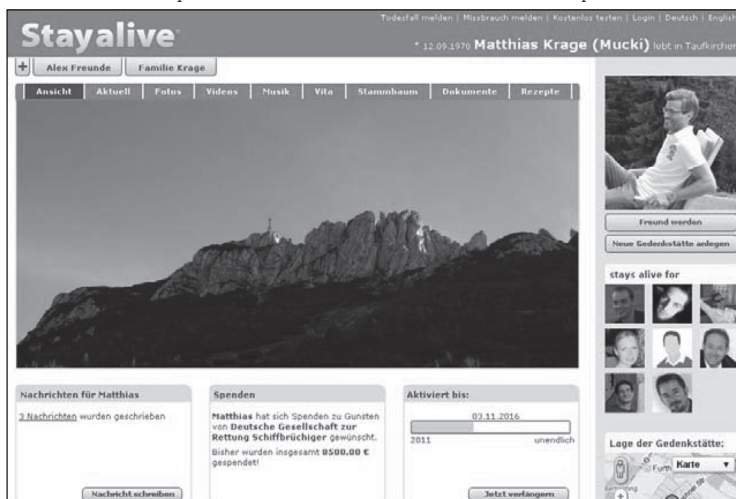 Todesfall melden | Missbrauch melden | Kostenlos testen | Login | Deutsch | English
Stayalive
* 12.09.1970 Matthias Krage (Mucki) lebt in Taufkirchen
+ Alex Freunde Familie Krage
Ansicht Aktuell Fotos Videos Musik Vita Stammbaum Dokumente Rezepte
Freund werden
Neue Gedenkstätte anlegen
stays alive for
Nachrichten für Matthias
3 Nachrichten wurden geschrieben
Nachricht schreiben
Spenden
Matthias hat sich Spenden zu Gunsten
von Deutsche Gesellschaft zur
Rettung Schiffbrüchiger gewünscht.
Bisher wurden insgesamt 8500.00 €
gespendet!
Aktiviert bis:
03.11.2016
2011 unendlich
Jetzt verlängern
Lage der Gedenkstätte:
Furth Karte